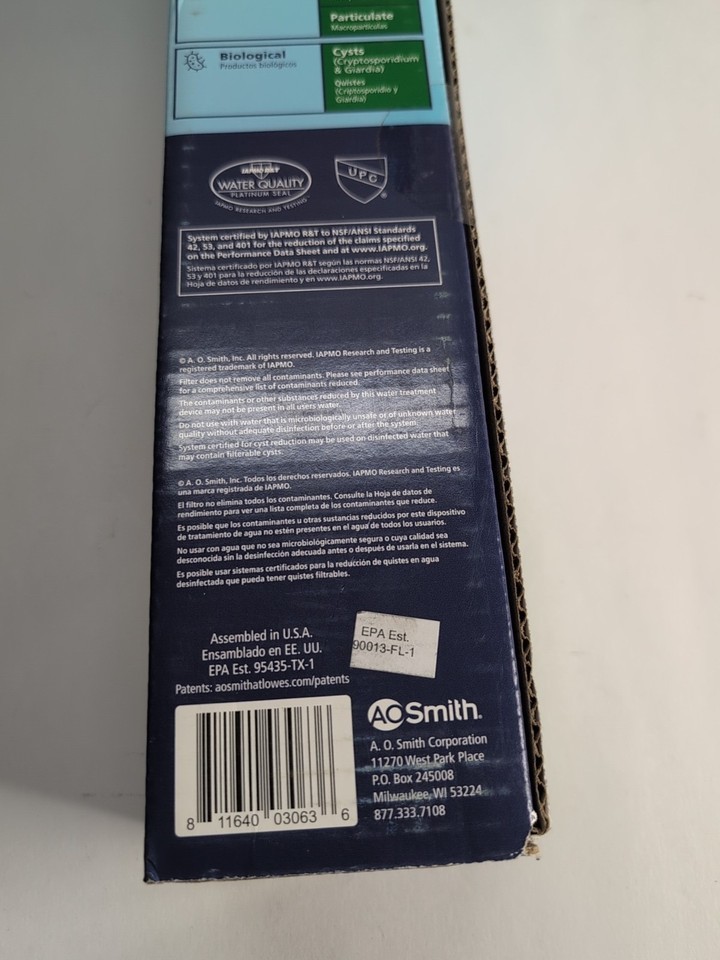 Particulate
Macropartículas
Biological
Productos biológicos
Cysts
(Cryptosporidium
& Giardia)
Quistes
(Criptosporidio y
Giardia)
IAPMO R&T
WATER QUALITY
PLATINUM SEAL
IAPMO RESEARCH AND TESTING
UPC
®
System certified by IAPMO R&T to NSF/ANSI Standards
42, 53, and 401 for the reduction of the claims specified
on the Performance Data Sheet and at www.IAPMO.org.
Sistema certificado por IAPMO R&T según las normas NSF/ANSI 42,
53 y 401 para la reducción de las declaraciones especificadas en la
Hoja de datos de rendimiento y en www.IAPMO.org.
© A. O. Smith, Inc. All rights reserved. IAPMO Research and Testing is a
registered trademark of IAPMO.
Filter does not remove all contaminants. Please see performance data sheet
for a comprehensive list of contaminants reduced.
The contaminants or other substances reduced by this water treatment
device may not be present in all users water.
Do not use with water that is microbiologically unsafe or of unknown water
quality without adequate disinfection before or after the system.
System certified for cyst reduction may be used on disinfected water that
may contain filterable cysts.
© A. O. Smith, Inc. Todos los derechos reservados. IAPMO Research and Testing es
una marca registrada de IAPMO.
El filtro no elimina todos los contaminantes. Consulte la Hoja de datos de
rendimiento para ver una lista completa de los contaminantes que reduce.
Es posible que los contaminantes u otras sustancias reducidos por este dispositivo
de tratamiento de agua no estén presentes en el agua de todos los usuarios.
No usar con agua que no sea microbiológicamente segura o cuya calidad sea
desconocida sin la desinfección adecuada antes o después de usarla en el sistema.
Es posible usar sistemas certificados para la reducción de quistes en agua
desinfectada que pueda tener quistes filtrables.
Assembled in U.S.A.
Ensamblado en EE. UU.
EPA Est. 95435-TX-1
Patents: aosmithatlowes.com/patents
EPA Est.
90013-FL-1
8 11640 03063 6
AOSmith®
A. O. Smith Corporation
11270 West Park Place
P.O. Box 245008
Milwaukee, WI 53224
877.333.7108